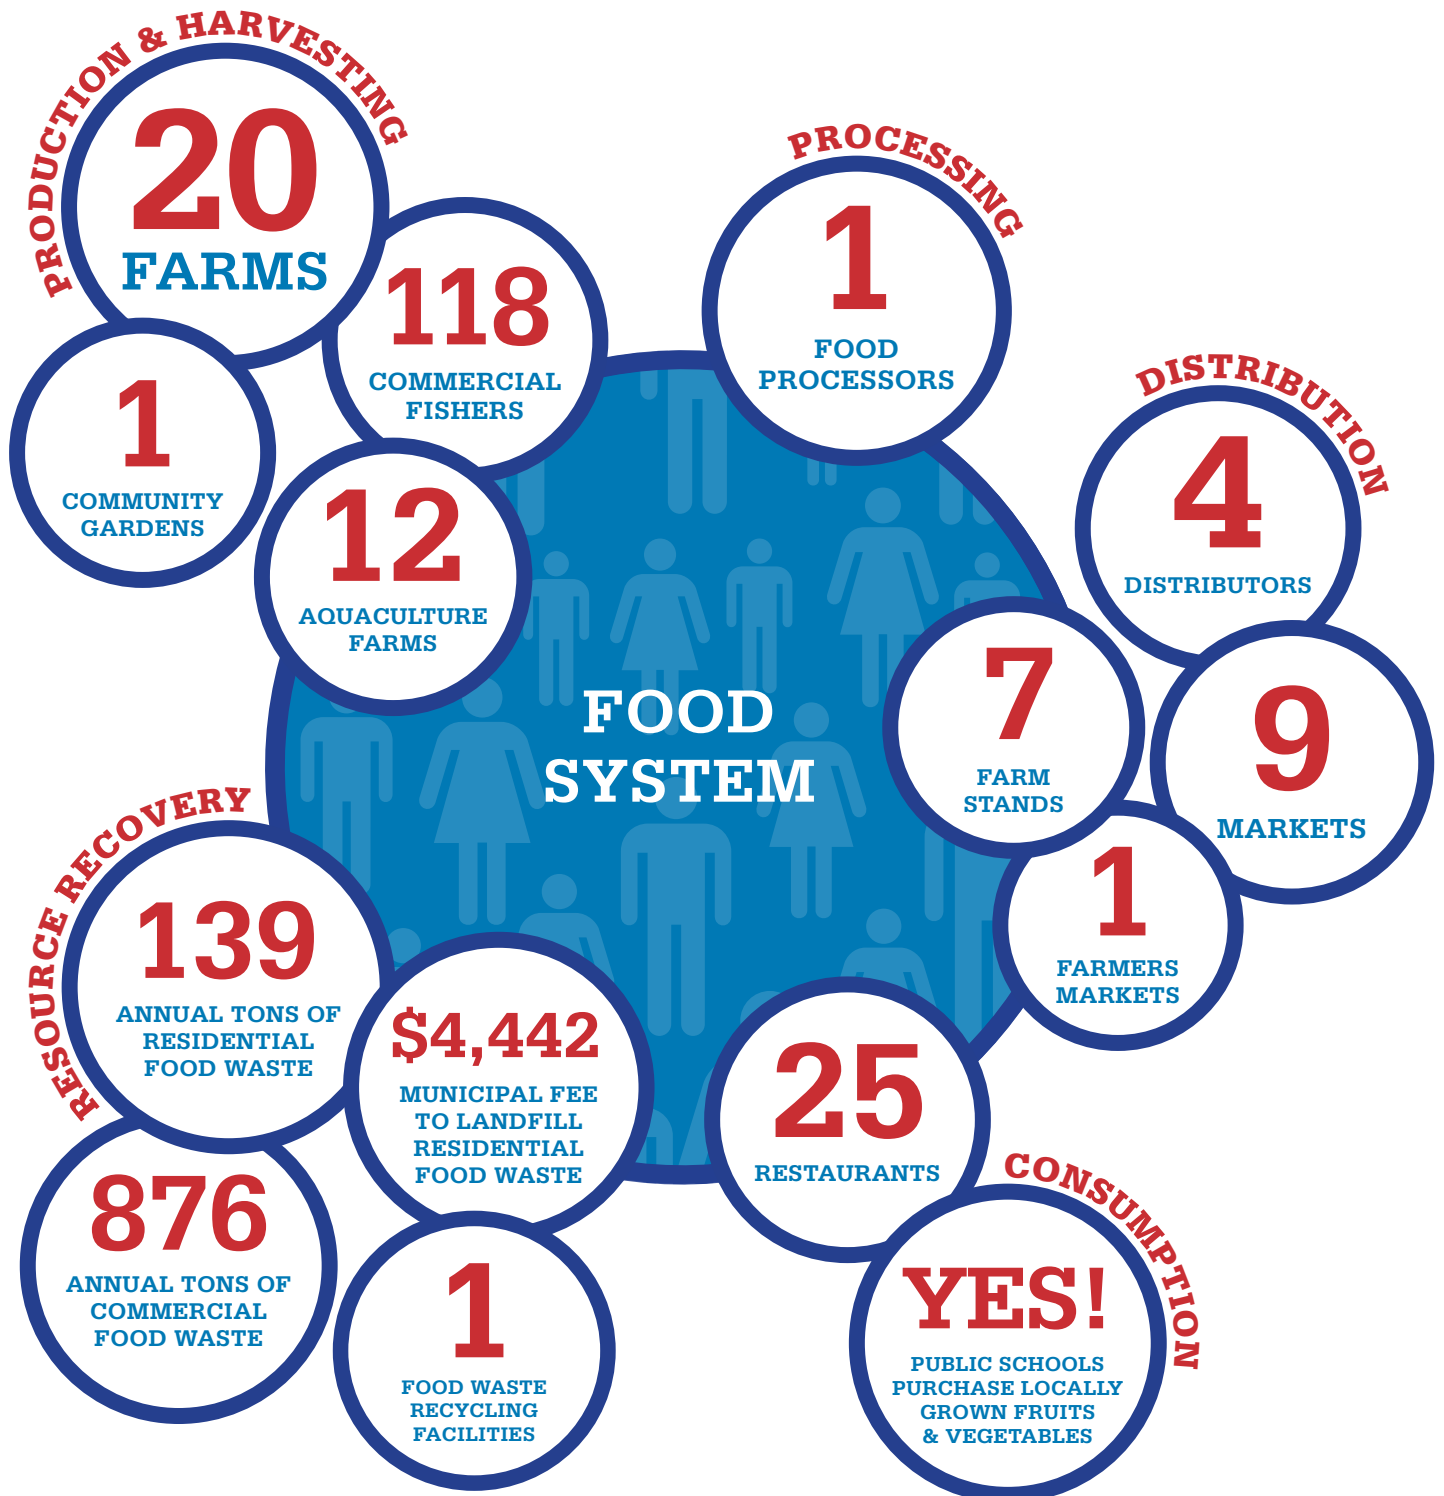 PRODUCTION & HARVESTING
20
FARMS
118
COMMERCIAL
FISHERS
1
COMMUNITY
GARDENS
12
AQUACULTURE
FARMS
PROCESSING
1
FOOD
PROCESSORS
DISTRIBUTION
4
DISTRIBUTORS
7
FARM
STANDS
9
MARKETS
1
FARMERS
MARKETS
FOOD
SYSTEM
RESOURCE RECOVERY
139
ANNUAL TONS OF
RESIDENTIAL
FOOD WASTE
$4,442
MUNICIPAL FEE
TO LANDFILL
RESIDENTIAL
FOOD WASTE
876
ANNUAL TONS OF
COMMERCIAL
FOOD WASTE
1
FOOD WASTE
RECYCLING
FACILITIES
25
RESTAURANTS
CONSUMPTION
YES!
PUBLIC SCHOOLS
PURCHASE LOCALLY
GROWN FRUITS
& VEGETABLES